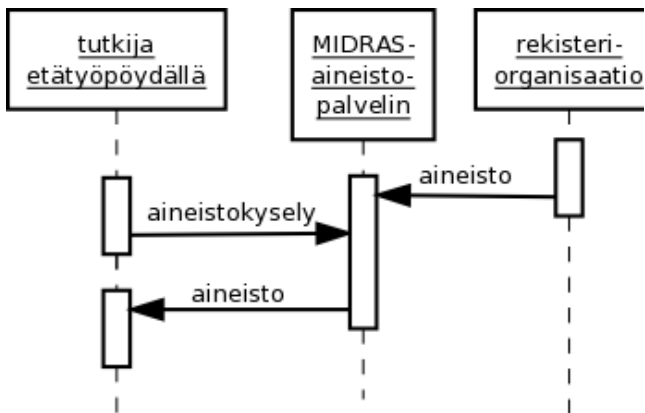 tutkija
etätyöpöydällä
MIDRAS-
aineisto-
palvelin
rekisteri-
organisaatio
aineisto
aineistokysely
aineisto